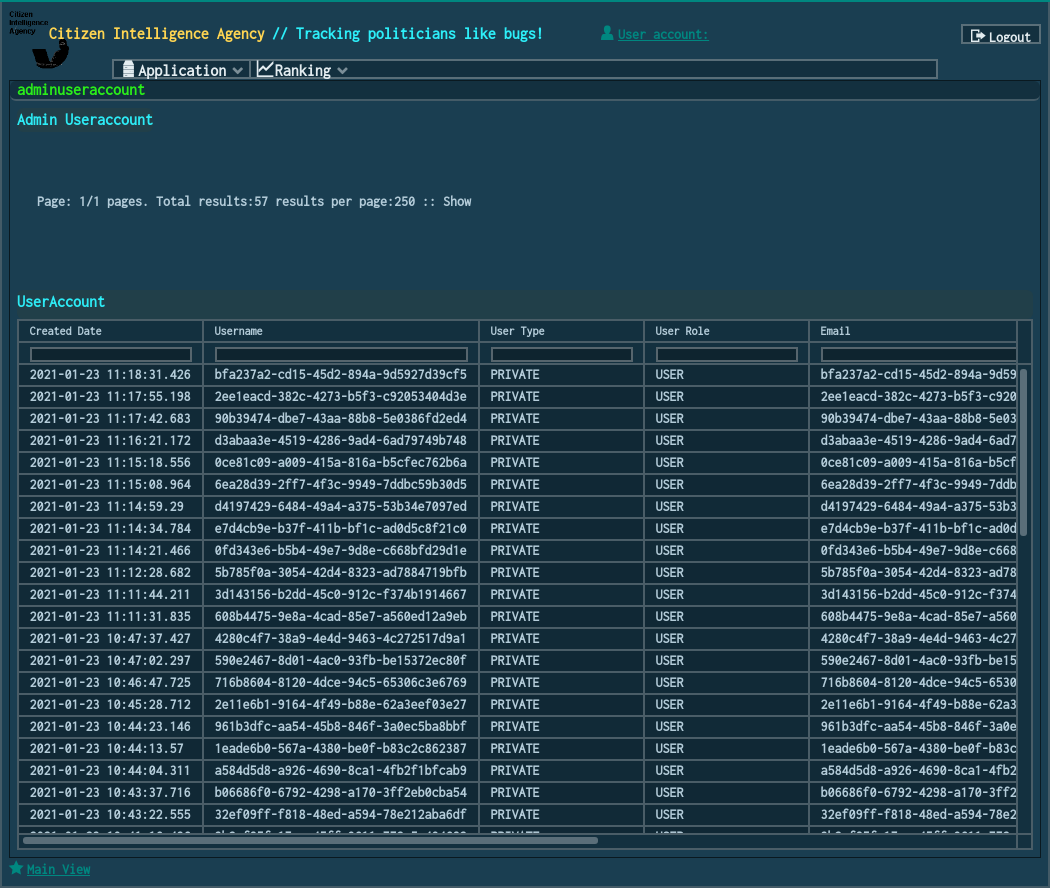 Citizen
Intelligence
Agency
Citizen Intelligence Agency // Tracking politicians like bugs!
User account:
Logout
Application Ranking
adminuseraccount
Admin Useraccount
Page: 1/1 pages. Total results:57 results per page:250 :: Show
UserAccount
Created Date Username User Type User Role Email
2021-01-23 11:18:31.426 bfa237a2-cd15-45d2-894a-9d5927d39cf5 PRIVATE USER bfa237a2-cd15-45d2-894a-9d59
2021-01-23 11:17:55.198 2ee1eacd-382c-4273-b5f3-c92053404d3e PRIVATE USER 2ee1eacd-382c-4273-b5f3-c920
2021-01-23 11:17:42.683 90b39474-dbe7-43aa-88b8-5e0386fd2ed4 PRIVATE USER 90b39474-dbe7-43aa-88b8-5e03
2021-01-23 11:16:21.172 d3abaa3e-4519-4286-9ad4-6ad79749b748 PRIVATE USER d3abaa3e-4519-4286-9ad4-6ad7
2021-01-23 11:15:18.556 0ce81c09-a009-415a-816a-b5cfec762b6a PRIVATE USER 0ce81c09-a009-415a-816a-b5cf
2021-01-23 11:15:08.964 6ea28d39-2ff7-4f3c-9949-7ddbc59b30d5 PRIVATE USER 6ea28d39-2ff7-4f3c-9949-7ddb
2021-01-23 11:14:59.29 d4197429-6484-49a4-a375-53b34e7097ed PRIVATE USER d4197429-6484-49a4-a375-53b3
2021-01-23 11:14:34.784 e7d4cb9e-b37f-411b-bf1c-ad0d5c8f21c0 PRIVATE USER e7d4cb9e-b37f-411b-bf1c-ad0d
2021-01-23 11:14:21.466 0fd343e6-b5b4-49e7-9d8e-c668bfd29d1e PRIVATE USER 0fd343e6-b5b4-49e7-9d8e-c668
2021-01-23 11:12:28.682 5b785f0a-3054-42d4-8323-ad7884719bfb PRIVATE USER 5b785f0a-3054-42d4-8323-ad78
2021-01-23 11:11:44.211 3d143156-b2dd-45c0-912c-f374b1914667 PRIVATE USER 3d143156-b2dd-45c0-912c-f374
2021-01-23 11:11:31.835 608b4475-9e8a-4cad-85e7-a560ed12a9eb PRIVATE USER 608b4475-9e8a-4cad-85e7-a560
2021-01-23 10:47:37.427 4280c4f7-38a9-4e4d-9463-4c272517d9a1 PRIVATE USER 4280c4f7-38a9-4e4d-9463-4c27
2021-01-23 10:47:02.297 590e2467-8d01-4ac0-93fb-be15372ec80f PRIVATE USER 590e2467-8d01-4ac0-93fb-be15
2021-01-23 10:46:47.725 716b8604-8120-4dce-94c5-65306c3e6769 PRIVATE USER 716b8604-8120-4dce-94c5-6530
2021-01-23 10:45:28.712 2e11e6b1-9164-4f49-b88e-62a3eef03e27 PRIVATE USER 2e11e6b1-9164-4f49-b88e-62a3
2021-01-23 10:44:23.146 961b3dfc-aa54-45b8-846f-3a0ec5ba8bbf PRIVATE USER 961b3dfc-aa54-45b8-846f-3a0e
2021-01-23 10:44:13.57 1eade6b0-567a-4380-be0f-b83c2c862387 PRIVATE USER 1eade6b0-567a-4380-be0f-b83c
2021-01-23 10:44:04.311 a584d5d8-a926-4690-8ca1-4fb2f1bfcab9 PRIVATE USER a584d5d8-a926-4690-8ca1-4fb2
2021-01-23 10:43:37.716 b06686f0-6792-4298-a170-3ff2eb0cba54 PRIVATE USER b06686f0-6792-4298-a170-3ff2
2021-01-23 10:43:22.555 32ef09ff-f818-48ed-a594-78e212aba6df PRIVATE USER 32ef09ff-f818-48ed-a594-78e2
Main View